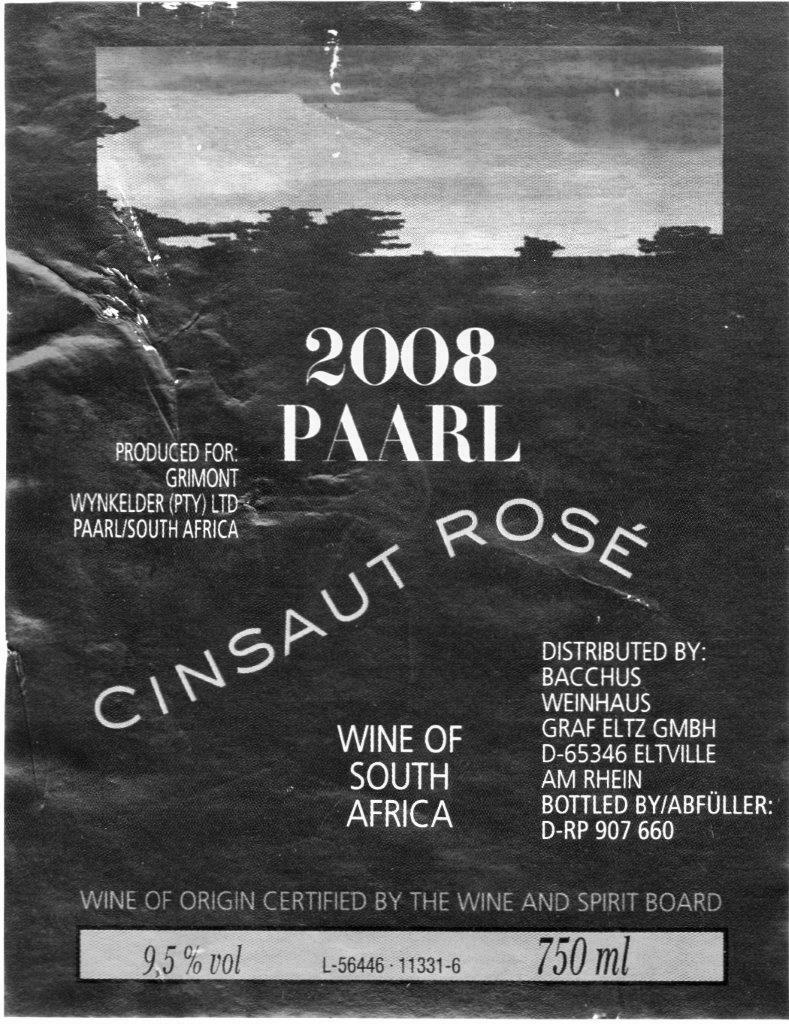 2008
PAARL
PRODUCED FOR:
GRIMONT
WYNKELDER (PTY) LTD
PAARL/SOUTH AFRICA
CINSAUT ROSÉ
WINE OF
SOUTH
AFRICA
DISTRIBUTED BY:
BACCHUS
WEINHAUS
GRAF ELTZ GMBH
D-65346 ELTVILLE
AM RHEIN
BOTTLED BY/ABFÜLLER:
D-RP 907 660
WINE OF ORIGIN CERTIFIED BY THE WINE AND SPIRIT BOARD
9,5 % vol L-56446 · 11331-6 750 ml